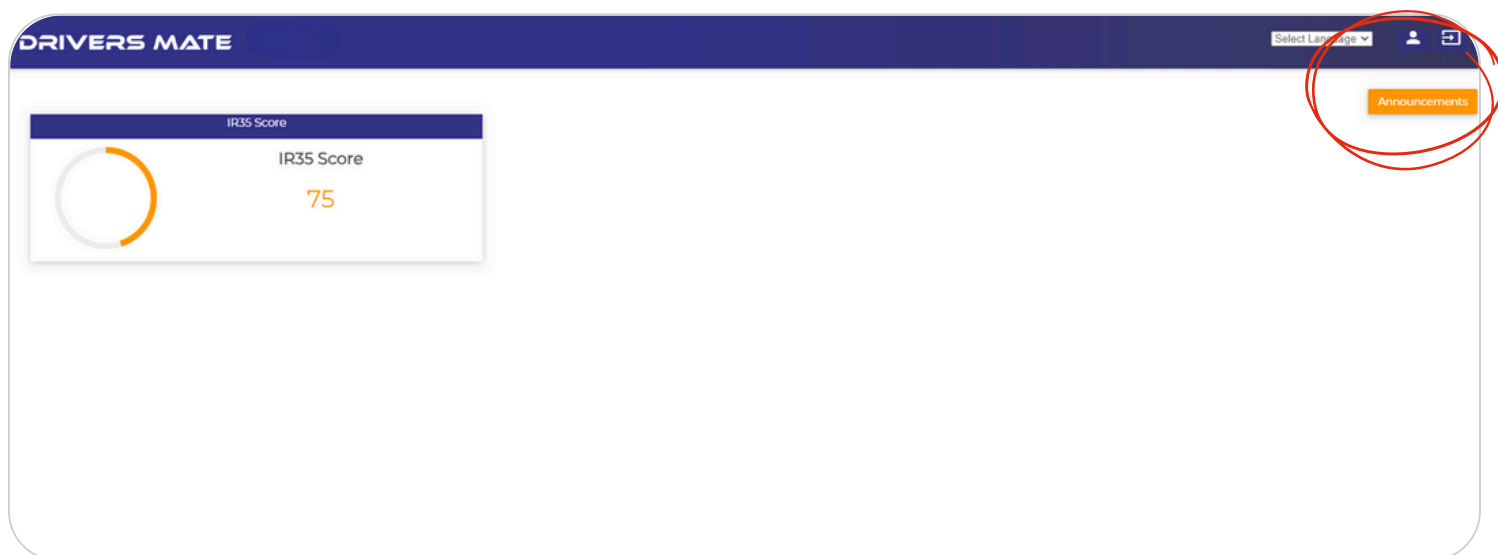 DRIVERS MATE
Select Language
Announcements
IR35 Score
IR35 Score
75